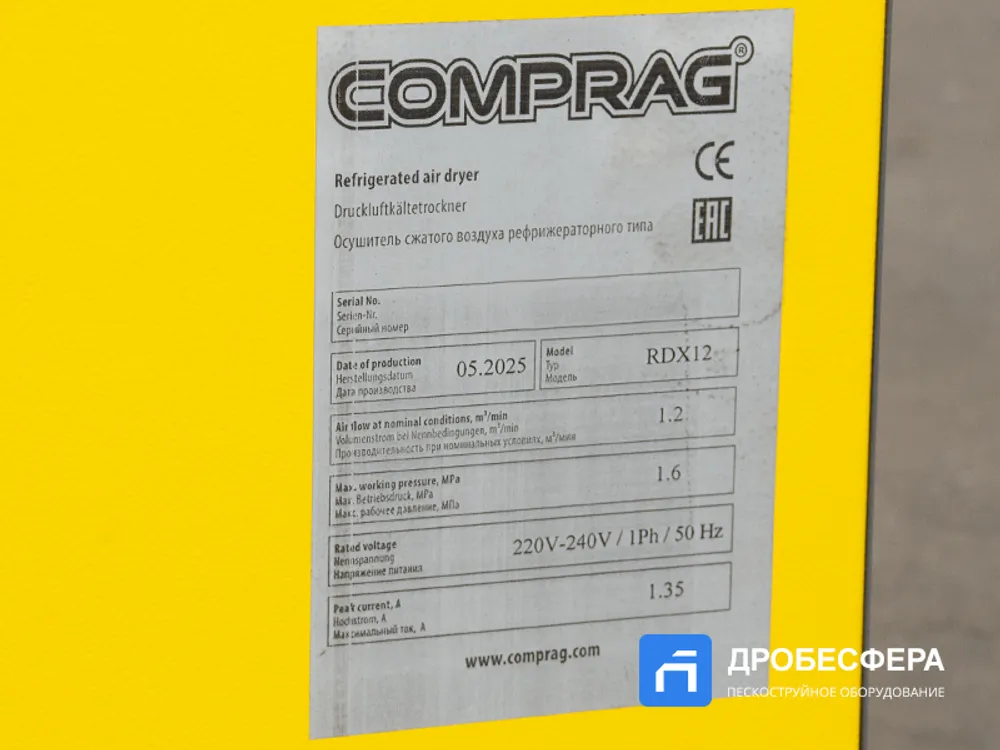 COMPRAG®
CE
Refrigerated air dryer
Druckluftkältetrockner
Осушитель сжатого воздуха рефрижераторного типа
EAC
Serial No.
Serien-Nr.
Серийный номер
Date of production
Herstellungsdatum
Дата производства
05.2025
Model
Typ
Модель
RDX12
Air flow at nominal conditions, m³/min
Volumenstrom bei Nennbedingungen, m³/min
Производительность при номинальных условиях, м³/мин
1.2
Max. working pressure, MPa
Max. Betriebsdruck, MPa
Макс. рабочее давление, МПа
1.6
Rated voltage
Nennspannung
Напряжение питания
220V-240V / 1Ph / 50 Hz
Peak current, A
Hochstrom, A
Максимальный ток, А
1.35
www.comprag.com
ДРОБЕСФЕРА
ПЕСКОСТРУЙНОЕ ОБОРУДОВАНИЕ